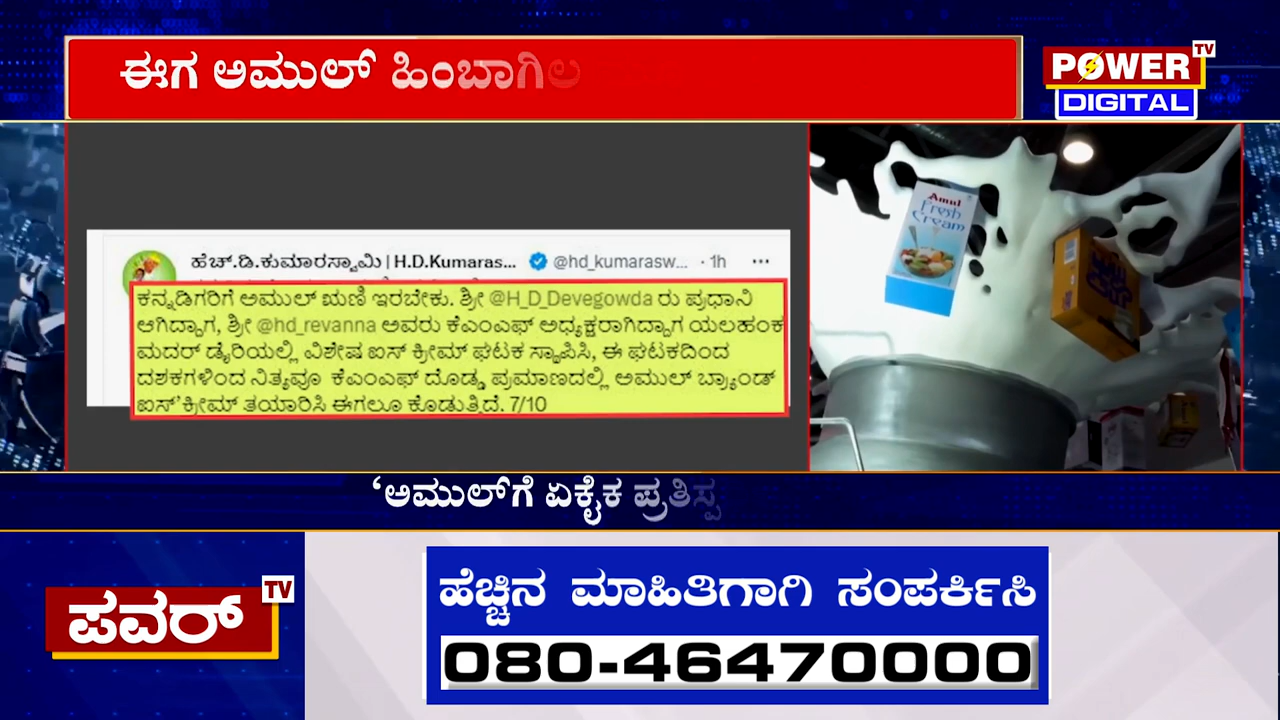 ಈಗ ಅಮುಲ್ ಹಿಂಬಾಗಿಲ
POWER TV
DIGITAL
ಹೆಚ್.ಡಿ.ಕುಮಾರಸ್ವಾಮಿ | H.D.Kumaras... @hd_kumarasw... · 1h ...
ಕನ್ನಡಿಗರಿಗೆ ಅಮುಲ್ ಋಣಿ ಇರಬೇಕು. ಶ್ರೀ @H_D_Devegowda ರು ಪ್ರಧಾನಿ
ಆಗಿದ್ದಾಗ, ಶ್ರೀ @hd_revanna ಅವರು ಕೆಎಂಎಫ್ ಅಧ್ಯಕ್ಷರಾಗಿದ್ದಾಗ ಯಲಹಂಕ
ಮದರ್ ಡೈರಿಯಲ್ಲಿ ವಿಶೇಷ ಐಸ್ ಕ್ರೀಮ್ ಘಟಕ ಸ್ಥಾಪಿಸಿ, ಈ ಘಟಕದಿಂದ
ದಶಕಗಳಿಂದ ನಿತ್ಯವೂ ಕೆಎಂಎಫ್ ದೊಡ್ಡ ಪ್ರಮಾಣದಲ್ಲಿ ಅಮುಲ್ ಬ್ರ್ಯಾಂಡ್
ಐಸ್'ಕ್ರೀಮ್ ತಯಾರಿಸಿ ಈಗಲೂ ಕೊಡುತ್ತಿದೆ. 7/10
Amul
Fresh
Cream
‘ಅಮುಲ್’ಗೆ ಏಕೈಕ ಪ್ರತಿಸ್ಪ
ಪವರ್ TV
ಹೆಚ್ಚಿನ ಮಾಹಿತಿಗಾಗಿ ಸಂಪರ್ಕಿಸಿ
080-46470000